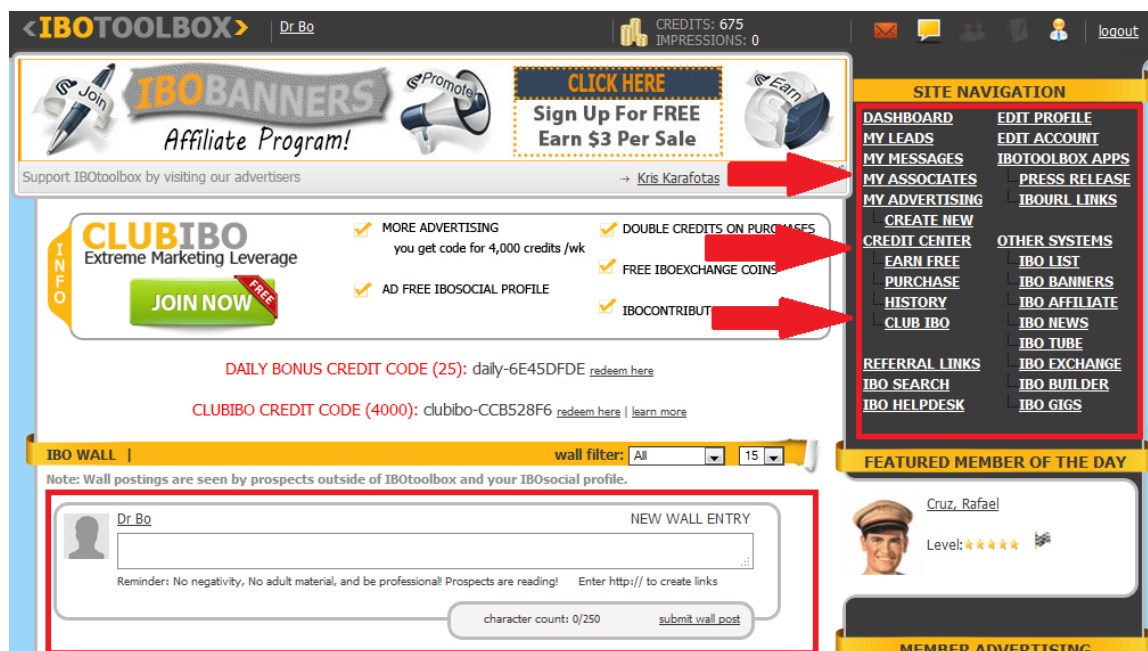 <IBOTOOLBOX>
Dr Bo
CREDITS: 675
IMPRESSIONS: 0
logout
Join
IBOBANNERS
Affiliate Program!
Promote
CLICK HERE
Sign Up For FREE
Earn $3 Per Sale
Earn
Support IBOtoolbox by visiting our advertisers
→ Kris Karafotas
INFO
CLUBIBO
Extreme Marketing Leverage
JOIN NOW
FREE
MORE ADVERTISING
you get code for 4,000 credits /wk
AD FREE IBOSOCIAL PROFILE
DOUBLE CREDITS ON PURCHASES
FREE IBOEXCHANGE COINS
DAILY BONUS CREDIT CODE (25): daily-6E45DFDE redeem here
CLUBIBO CREDIT CODE (4000): clubibo-CCB528F6 redeem here | learn more
IBO WALL |
wall filter: All 15
Note: Wall postings are seen by prospects outside of IBOtoolbox and your IBOsocial profile.
Dr Bo
NEW WALL ENTRY
Reminder: No negativity, No adult material, and be professional! Prospects are reading! Enter http:// to create links
character count: 0/250
submit wall post
SITE NAVIGATION
DASHBOARD
MY LEADS
MY MESSAGES
MY ASSOCIATES
MY ADVERTISING
CREATE NEW
CREDIT CENTER
EARN FREE
PURCHASE
HISTORY
CLUB IBO
REFERRAL LINKS
IBO SEARCH
IBO HELPDESK
EDIT PROFILE
EDIT ACCOUNT
IBOTOOLBOX APPS
PRESS RELEASE
IBOURL LINKS
OTHER SYSTEMS
IBO LIST
IBO BANNERS
IBO AFFILIATE
IBO NEWS
IBO TUBE
IBO EXCHANGE
IBO BUILDER
IBO GIGS
FEATURED MEMBER OF THE DAY
Cruz, Rafael
Level:
MEMBER ADVERTISING